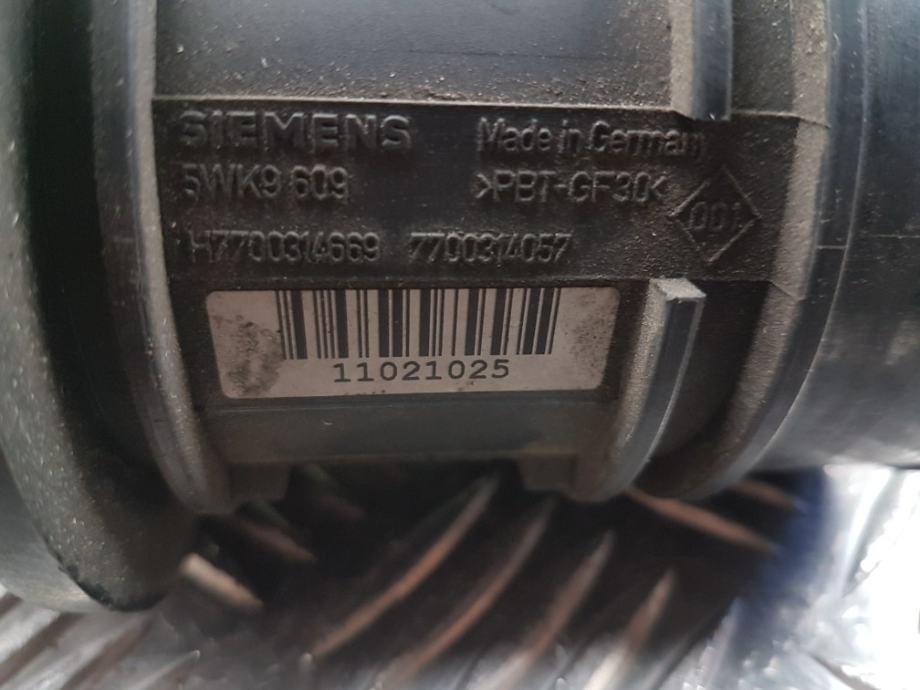 SIEMENS Made in Germany
5WK9 609 >PBT-GF30<
001
H7700314669 7700314057
11021025